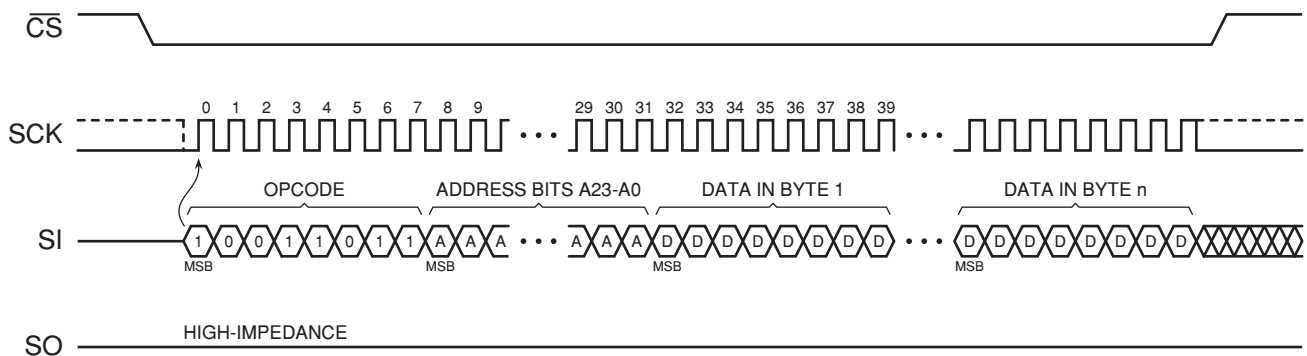 CS
0 1 2 3 4 5 6 7 8 9 29 30 31 32 33 34 35 36 37 38 39
SCK
OPCODE ADDRESS BITS A23-A0 DATA IN BYTE 1 DATA IN BYTE n
SI 1 0 0 1 1 0 1 1 A A A A A A D D D D D D D D D D D D D D D D
MSB MSB MSB MSB
HIGH-IMPEDANCE
SO